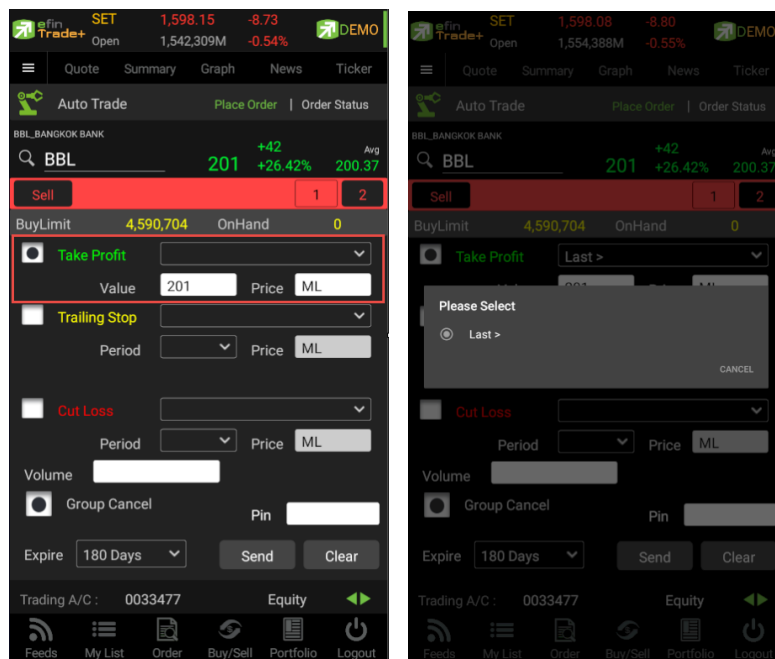 efin Trade+ SET 1,598.15 -8.73 DEMO
Open 1,542,309M -0.54%
Quote Summary Graph News Ticker
Auto Trade Place Order | Order Status
BBL_BANGKOK BANK
+42 Avg
BBL 201 +26.42% 200.37
Sell 1 2
BuyLimit 4,590,704 OnHand 0
Take Profit
Value 201 Price ML
Trailing Stop
Period Price ML
Cut Loss
Period Price ML
Volume
Group Cancel
Pin
Expire 180 Days Send Clear
Trading A/C : 0033477 Equity
Feeds My List Order Buy/Sell Portfolio Logout
efin Trade+ SET 1,598.08 -8.80 DEMO
Open 1,554,388M -0.55%
Quote Summary Graph News Ticker
Auto Trade Place Order | Order Status
BBL_BANGKOK BANK
+42 Avg
BBL 201 +26.42% 200.37
Sell 1 2
BuyLimit 4,590,704 OnHand 0
Take Profit Last >
Please Select
Last >
CANCEL
Cut Loss
Period Price ML
Volume
Group Cancel
Pin
Expire 180 Days Send Clear
Trading A/C : 0033477 Equity
Feeds My List Order Buy/Sell Portfolio Logout